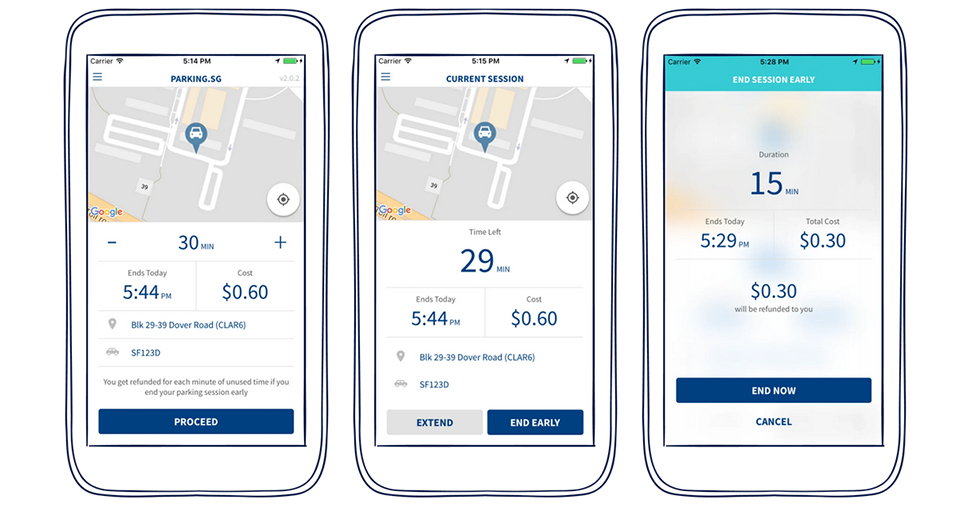 Carrier 5:14 PM
PARKING.SG v2.0.2
39
Google
− 30 MIN +
Ends Today Cost
5:44 PM $0.60
Blk 29-39 Dover Road (CLAR6)
SF123D
You get refunded for each minute of unused time if you
end your parking session early
PROCEED
Carrier 5:15 PM
CURRENT SESSION
39
Google
Time Left
29 MIN
Ends Today Cost
5:44 PM $0.60
Blk 29-39 Dover Road (CLAR6)
SF123D
EXTEND END EARLY
Carrier 5:28 PM
END SESSION EARLY
Duration
15 MIN
Ends Today Total Cost
5:29 PM $0.30
$0.30
will be refunded to you
END NOW
CANCEL